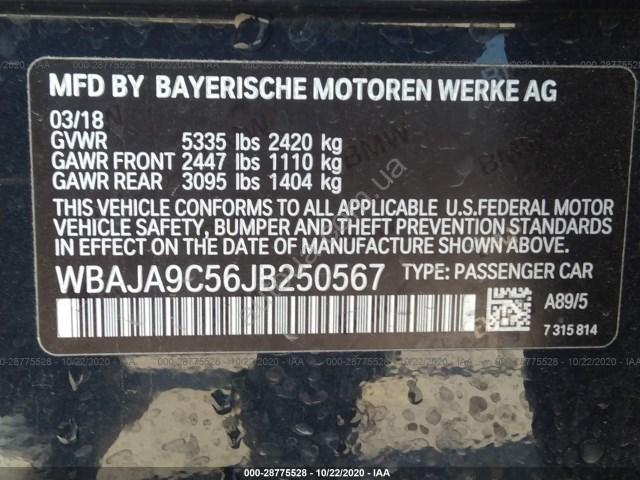 MFD BY BAYERISCHE MOTOREN WERKE AG
03/18
GVWR 5335 lbs 2420 kg
GAWR FRONT 2447 lbs 1110 kg
GAWR REAR 3095 lbs 1404 kg
THIS VEHICLE CONFORMS TO ALL APPLICABLE U.S.FEDERAL MOTOR
VEHICLE SAFETY, BUMPER AND THEFT PREVENTION STANDARDS
IN EFFECT ON THE DATE OF MANUFACTURE SHOWN ABOVE.
WBAJA9C56JB250567 TYPE: PASSENGER CAR
A89/5
7 315 814
000-28775528 - 10/22/2020 - IAA